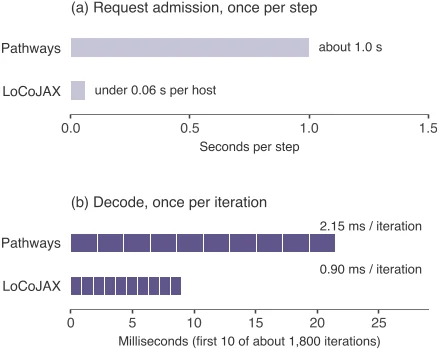 (a) Request admission, once per step
Pathways
about 1.0 s
LoCoJAX
under 0.06 s per host
0.0 0.5 1.0 1.5
Seconds per step
(b) Decode, once per iteration
2.15 ms / iteration
Pathways
0.90 ms / iteration
LoCoJAX
0 5 10 15 20 25
Milliseconds (first 10 of about 1,800 iterations)